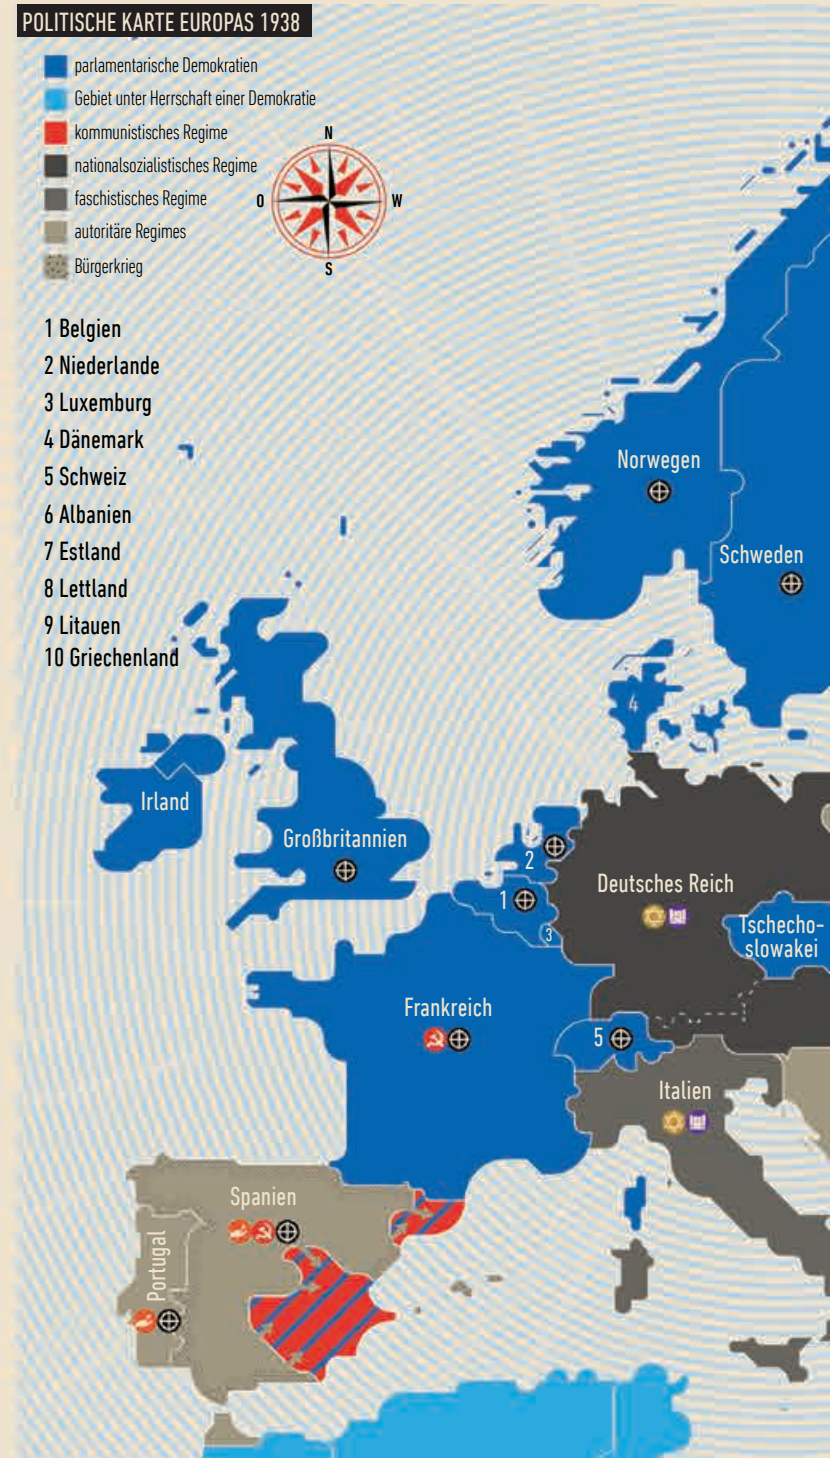 POLITISCHE KARTE EUROPAS 1938
parlamentarische Demokratien
Gebiet unter Herrschaft einer Demokratie
kommunistisches Regime
nationalsozialistisches Regime
faschistisches Regime
autoritäre Regimes
Bürgerkrieg
N
O
W
S
1 Belgien
2 Niederlande
3 Luxemburg
4 Dänemark
5 Schweiz
6 Albanien
7 Estland
8 Lettland
9 Litauen
10 Griechenland
Norwegen
Schweden
4
Irland
Großbritannien
2
1
3
Deutsches Reich
Tschecho-
slowakei
Frankreich
5
Italien
Spanien
Portugal